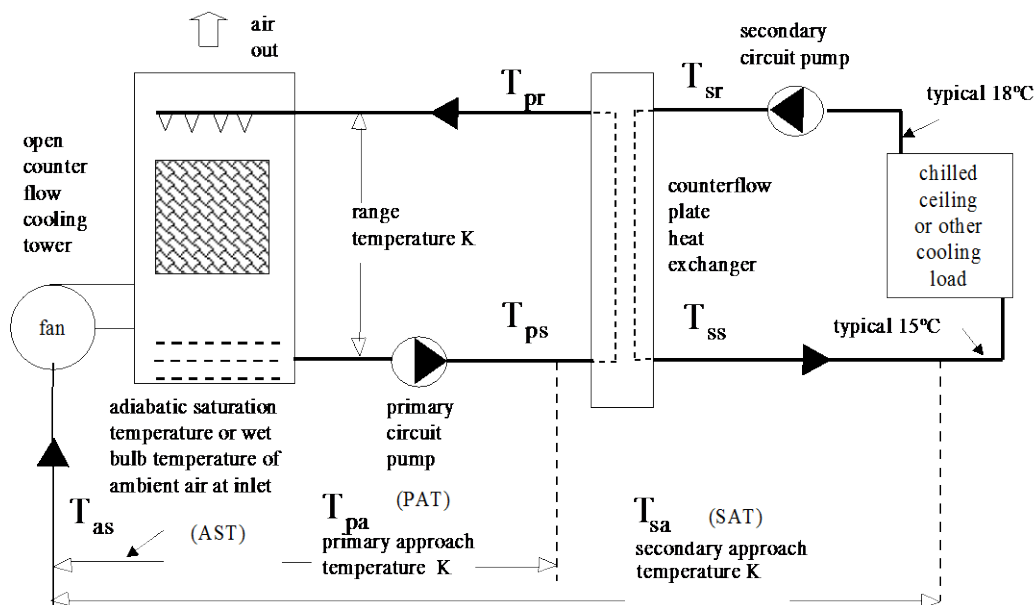 air
out
secondary
circuit pump
T pr
T sr
typical 18ºC
open
counter
flow
cooling
tower
range
temperature K
counterflow
plate
heat
exchanger
chilled
ceiling
or other
cooling
load
fan
T ps
T ss
typical 15ºC
adiabatic saturation
temperature or wet
bulb temperature of
ambient air at inlet
primary
circuit
pump
T as
(AST)
T pa
(PAT)
primary approach
temperature K
T sa
(SAT)
secondary approach
temperature K